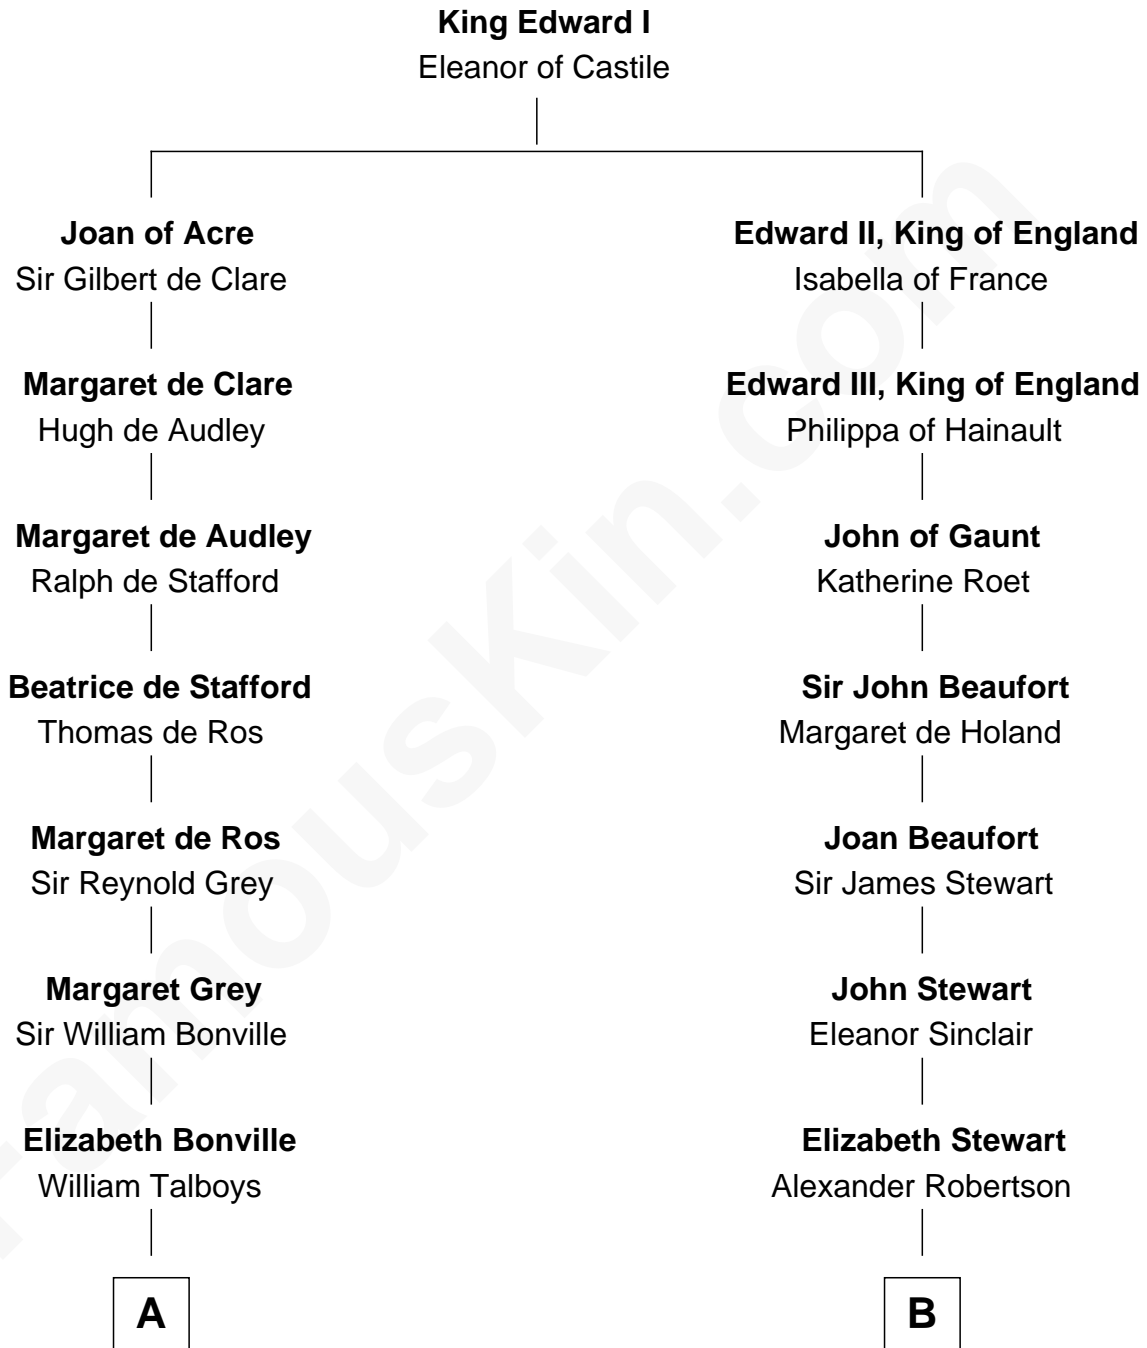 King Edward I
Eleanor of Castile
Joan of Acre
Sir Gilbert de Clare
Edward II, King of England
Isabella of France
Margaret de Clare
Hugh de Audley
Edward III, King of England
Philippa of Hainault
Margaret de Audley
Ralph de Stafford
John of Gaunt
Katherine Roet
Beatrice de Stafford
Thomas de Ros
Sir John Beaufort
Margaret de Holand
Margaret de Ros
Sir Reynold Grey
Joan Beaufort
Sir James Stewart
Margaret Grey
Sir William Bonville
John Stewart
Eleanor Sinclair
Elizabeth Bonville
William Talboys
Elizabeth Stewart
Alexander Robertson
A
B
FamousKin.com